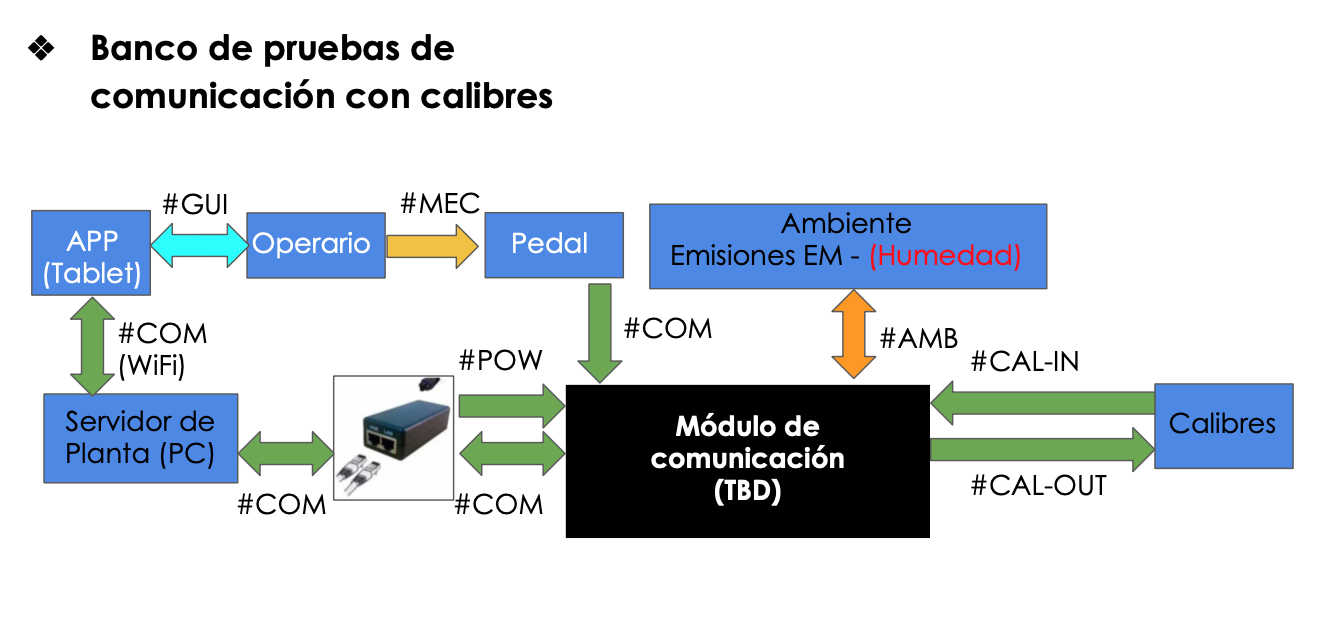 ❖ Banco de pruebas de
comunicación con calibres
#GUI
#MEC
APP
(Tablet)
Operario
Pedal
Ambiente
Emisiones EM - (Humedad)
#COM
(WiFi)
#COM
#AMB
#POW
#CAL-IN
Servidor de
Planta (PC)
Módulo de
comunicación
(TBD)
Calibres
#COM
#COM
#CAL-OUT